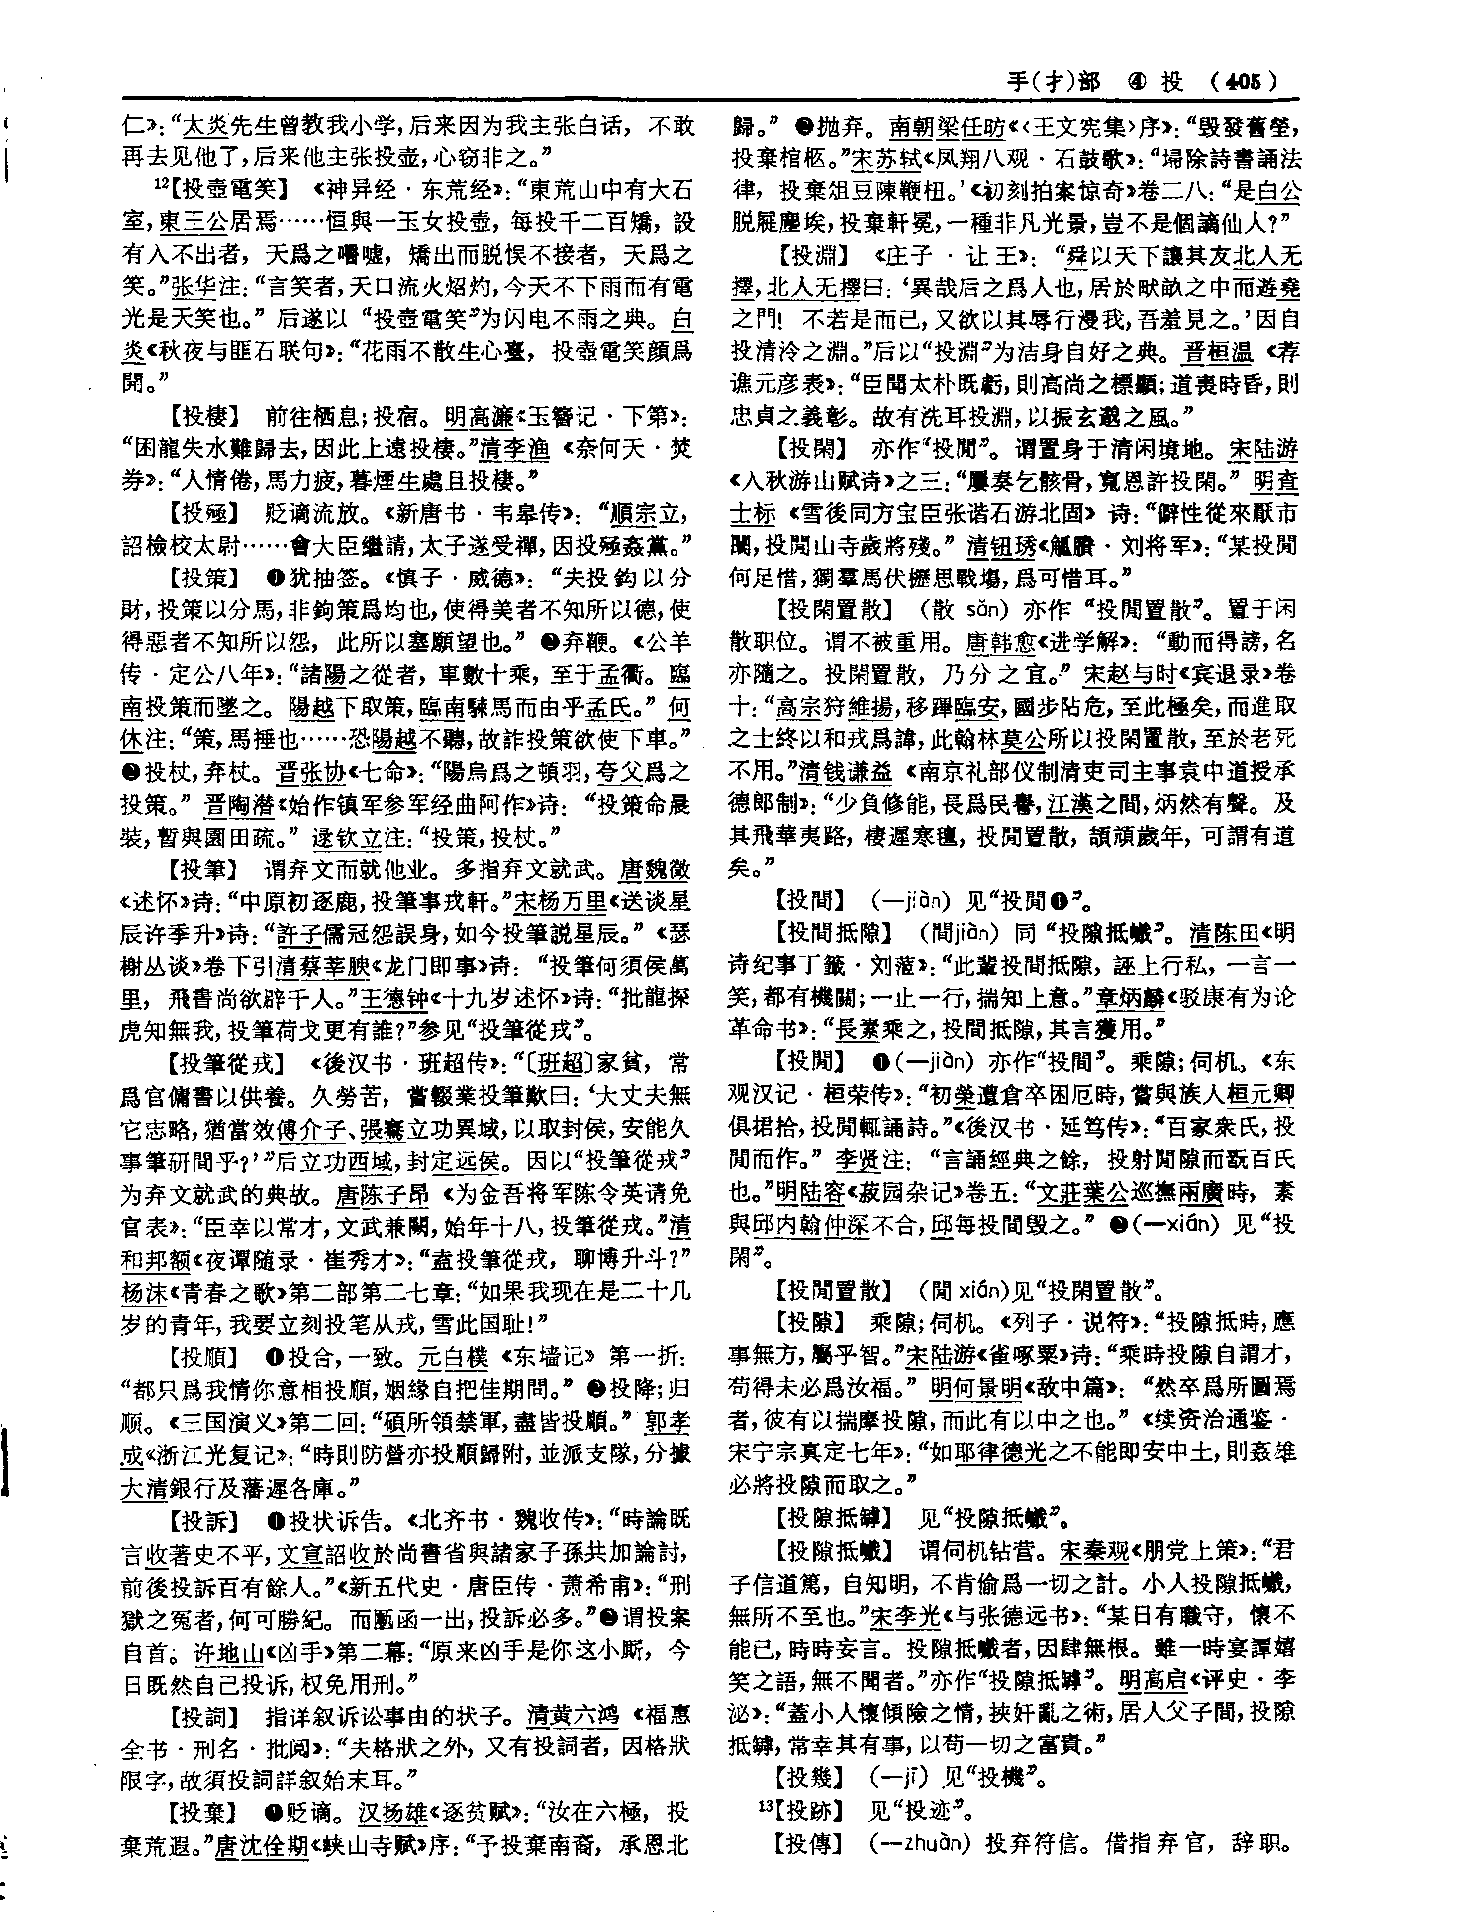 手(扌)部 ④ 投 (405)
仁》：“太炎先生曾教我小学，后来因为我主张白话，不敢
再去见他了，后来他主张投壶，心窃非之。”
¹²【投壺電笑】 《神异经·东荒经》：“東荒山中有大石
室，東三公居焉……恒與一玉女投壺，每投千二百矯，設
有入不出者，天爲之囋噓，矯出而脱悮不接者，天爲之
笑。”张华注：“言笑者，天口流火炤灼，今天不下雨而有電
光是天笑也。” 后遂以“投壺電笑”为闪电不雨之典。白
炎《秋夜与匪石联句》：“花雨不散生心臺，投壺電笑顔爲
開。”
【投棲】 前往栖息；投宿。明高濂《玉簪记·下第》：
“困龍失水難歸去，因此上遠投棲。”清李渔《奈何天·焚
券》：“人情倦，馬力疲，暮煙生處且投棲。”
【投殛】 贬谪流放。《新唐书·韦皋传》：“順宗立，
詔檢校太尉……會大臣繼請，太子遂受禪，因投殛姦黨。”
【投策】 ❶犹抽签。《慎子·威德》：“夫投鈎以分
財，投策以分馬，非鉤策爲均也，使得美者不知所以德，使
得惡者不知所以怨，此所以塞願望也。” ❷弃鞭。《公羊
传·定公八年》：“諸陽之從者，車數十乘，至于孟衢。臨
南投策而墜之。陽越下取策，臨南駷馬而由乎孟氏。”何
休注：“策，馬捶也……恐陽越不聽，故詐投策欲使下車。”
❸投杖，弃杖。晋张协《七命》：“陽烏爲之頓羽，夸父爲之
投策。”晋陶潜《始作镇军参军经曲阿作》诗：“投策命晨
裝，暫與園田疏。” 逯钦立注：“投策，投杖。”
【投筆】 谓弃文而就他业。多指弃文就武。唐魏徵
《述怀》诗：“中原初逐鹿，投筆事戎軒。”宋杨万里《送谈星
辰许季升》诗：“許子儒冠怨誤身，如今投筆説星辰。”《瑟
榭丛谈》卷下引清蔡莘腴《龙门即事》诗：“投筆何須侯萬
里，飛書尚欲辟千人。”王德钟《十九岁述怀》诗：“批龍探
虎知無我，投筆荷戈更有誰？”参见“投筆從戎”。
【投筆從戎】 《後汉书·班超传》：“〔班超〕家貧，常
爲官傭書以供養。久勞苦，嘗輟業投筆歎曰：‘大丈夫無
它志略，猶當效傅介子、張騫立功異域，以取封侯，安能久
事筆研間乎？’”后立功西域，封定远侯。因以“投筆從戎”
为弃文就武的典故。唐陈子昂《为金吾将军陈令英请免
官表》：“臣幸以常才，文武兼闕，始年十八，投筆從戎。”清
和邦额《夜谭随录·崔秀才》：“盍投筆從戎，聊博升斗？”
杨沫《青春之歌》第二部第二七章：“如果我现在是二十几
岁的青年，我要立刻投笔从戎，雪此国耻！”
【投順】 ❶投合，一致。元白樸《东墙记》第一折：
“都只爲我情你意相投順，姻緣自把佳期問。” ❷投降；归
顺。《三国演义》第二回：“碩所領禁軍，盡皆投順。” 郭孝
成《浙江光复记》：“時則防營亦投順歸附，並派支隊，分據
大清銀行及藩運各庫。”
【投訴】 ❶投状诉告。《北齐书·魏收传》：“時論既
言收著史不平，文宣詔收於尚書省與諸家子孫共加論討，
前後投訴百有餘人。”《新五代史·唐臣传·萧希甫》：“刑
獄之冤者，何可勝紀。而匭函一出，投訴必多。”❷谓投案
自首。许地山《凶手》第二幕：“原来凶手是你这小厮，今
日既然自己投诉，权免用刑。”
【投詞】 指详叙诉讼事由的状子。清黄六鸿《福惠
全书·刑名·批阅》：“夫格狀之外，又有投詞者，因格狀
限字，故須投詞詳叙始末耳。”
【投棄】 ❶贬谪。汉扬雄《逐贫赋》：“汝在六極，投
棄荒遐。”唐沈佺期《峡山寺赋》序：“予投棄南裔，承恩北
歸。” ❷抛弃。南朝梁任昉《〈王文宪集〉序》：“毁發舊塋，
投棄棺柩。”宋苏轼《凤翔八观·石鼓歌》：“埽除詩書誦法
律，投棄俎豆陳鞭杻。’《初刻拍案惊奇》卷二八：“是白公
脱屣塵埃，投棄軒冕，一種非凡光景，豈不是個謫仙人？”
【投淵】 《庄子·让王》：“舜以天下讓其友北人无
擇，北人无擇曰：‘異哉后之爲人也，居於畎畝之中而遊堯
之門！不若是而已，又欲以其辱行漫我，吾羞見之。’因自
投清泠之淵。”后以“投淵”为洁身自好之典。晋桓温《荐
谯元彦表》：“臣聞太朴既虧，則高尚之標顯；道喪時昏，則
忠貞之義彰。故有洗耳投淵，以振玄邈之風。”
【投閑】 亦作“投閒”。谓置身于清闲境地。宋陆游
《入秋游山赋诗》之三：“屢奏乞骸骨，寬恩許投閑。” 明查
士标《雪後同方宝臣张谐石游北固》诗：“僻性從來厭市
闤，投閒山寺歲將殘。” 清钮琇《觚賸·刘将军》：“某投閒
何足惜，獨羣馬伏櫪思戰場，爲可惜耳。”
【投閑置散】 （散 sǎn）亦作“投閒置散”。置于闲
散职位。谓不被重用。唐韩愈《进学解》：“動而得謗，名
亦隨之。投閑置散，乃分之宜。” 宋赵与时《宾退录》卷
十：“高宗狩維揚，移蹕臨安，國步阽危，至此極矣，而進取
之士終以和戎爲諱，此翰林莫公所以投閑置散，至於老死
不用。”清钱谦益《南京礼部仪制清吏司主事袁中道授承
德郎制》：“少負修能，長爲民譽，江漢之間，炳然有聲。及
其飛華夷路，棲遲寒氊，投閒置散，頡頏歲年，可謂有道
矣。”
【投間】 （—jiàn）见“投閒❶”。
【投間抵隙】 （間jiàn）同“投隙抵巇”。清陈田《明
诗纪事丁籤·刘涖》：“此輩投間抵隙，誣上行私，一言一
笑，都有機關；一止一行，揣知上意。”章炳麟《驳康有为论
革命书》：“長素乘之，投間抵隙，其言獲用。”
【投閒】 ❶（—jiàn）亦作“投間”。乘隙；伺机。《东
观汉记·桓荣传》：“初榮遭倉卒困厄時，嘗與族人桓元卿
俱捃拾，投閒輒誦詩。”《後汉书·延笃传》：“百家衆氏，投
閒而作。” 李贤注：“言誦經典之餘，投射閒隙而翫百氏
也。”明陆容《菽园杂记》卷五：“文莊葉公巡撫兩廣時，素
與邱内翰仲深不合，邱每投間毁之。” ❷（—xián）见“投
閑”。
【投閒置散】 （閒 xián）见“投閑置散”。
【投隙】 乘隙；伺机。《列子·说符》：“投隙抵時，應
事無方，屬乎智。”宋陆游《雀啄粟》诗：“乘時投隙自謂才，
苟得未必爲汝福。” 明何景明《敌中篇》：“然卒爲所圖焉
者，彼有以揣摩投隙，而此有以中之也。”《续资治通鉴·
宋宁宗真定七年》：“如耶律德光之不能即安中土，則姦雄
必將投隙而取之。”
【投隙抵罅】 见“投隙抵巇”。
【投隙抵巇】 谓伺机钻营。宋秦观《朋党上策》：“君
子信道篤，自知明，不肯偷爲一切之計。小人投隙抵巇，
無所不至也。”宋李光《与张德远书》：“某日有職守，懷不
能已，時時妄言。投隙抵巇者，因肆無根。雖一時宴譚嬉
笑之語，無不聞者。”亦作“投隙抵罅”。明高启《评史·李
泌》：“蓋小人懷傾險之情，挾奸亂之術，居人父子間，投隙
抵罅，常幸其有事，以苟一切之富貴。”
【投幾】 （—jī）见“投機”。
¹³【投跡】 见“投迹”。
【投傳】 （—zhuàn）投弃符信。借指弃官，辞职。